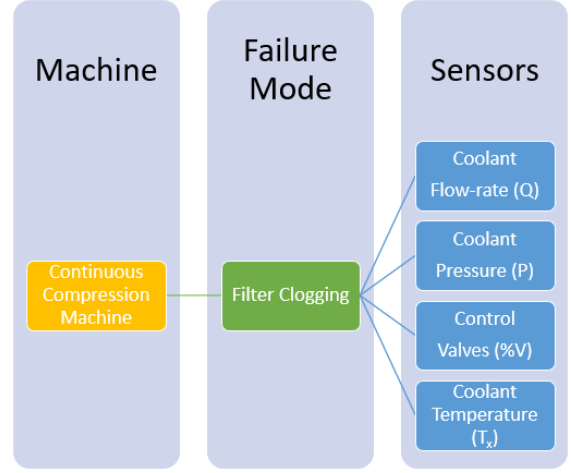 Machine
Failure
Mode
Sensors
Continuous
Compression
Machine
Filter Clogging
Coolant
Flow-rate (Q)
Coolant
Pressure (P)
Control
Valves (%V)
Coolant
Temperature
(Tₓ)